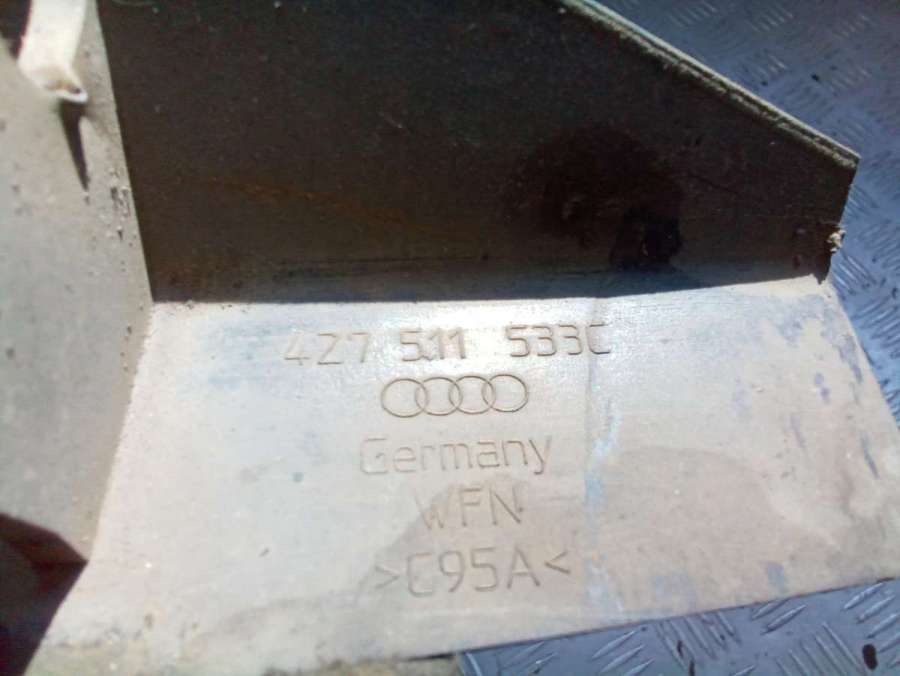 4Z7 511 533C
Germany
WFN
>C95A<